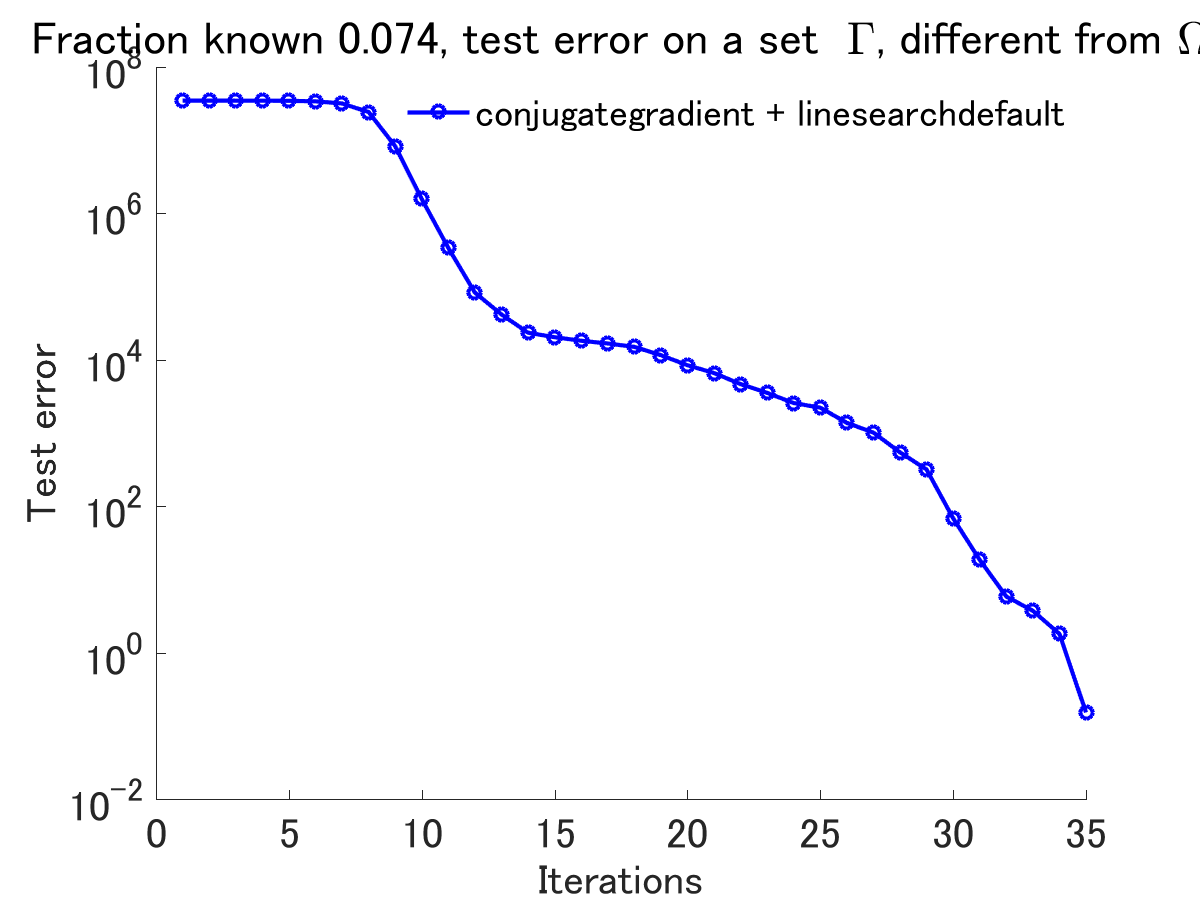 Fraction known 0.074, test error on a set Γ, different from Ω
10^8
conjugategradient + linesearchdefault
10^6
10^4
10^2
10^0
10^-2
Test error
0 5 10 15 20 25 30 35
Iterations